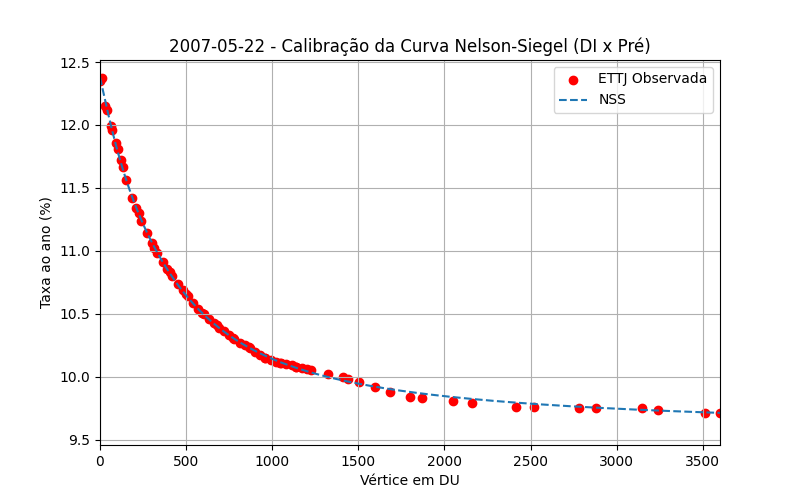 2007-05-22 - Calibração da Curva Nelson-Siegel (DI x Pré)
12.5
12.0
11.5
11.0
10.5
10.0
9.5
Taxa ao ano (%)
ETTJ Observada
NSS
0 500 1000 1500 2000 2500 3000 3500
Vértice em DU